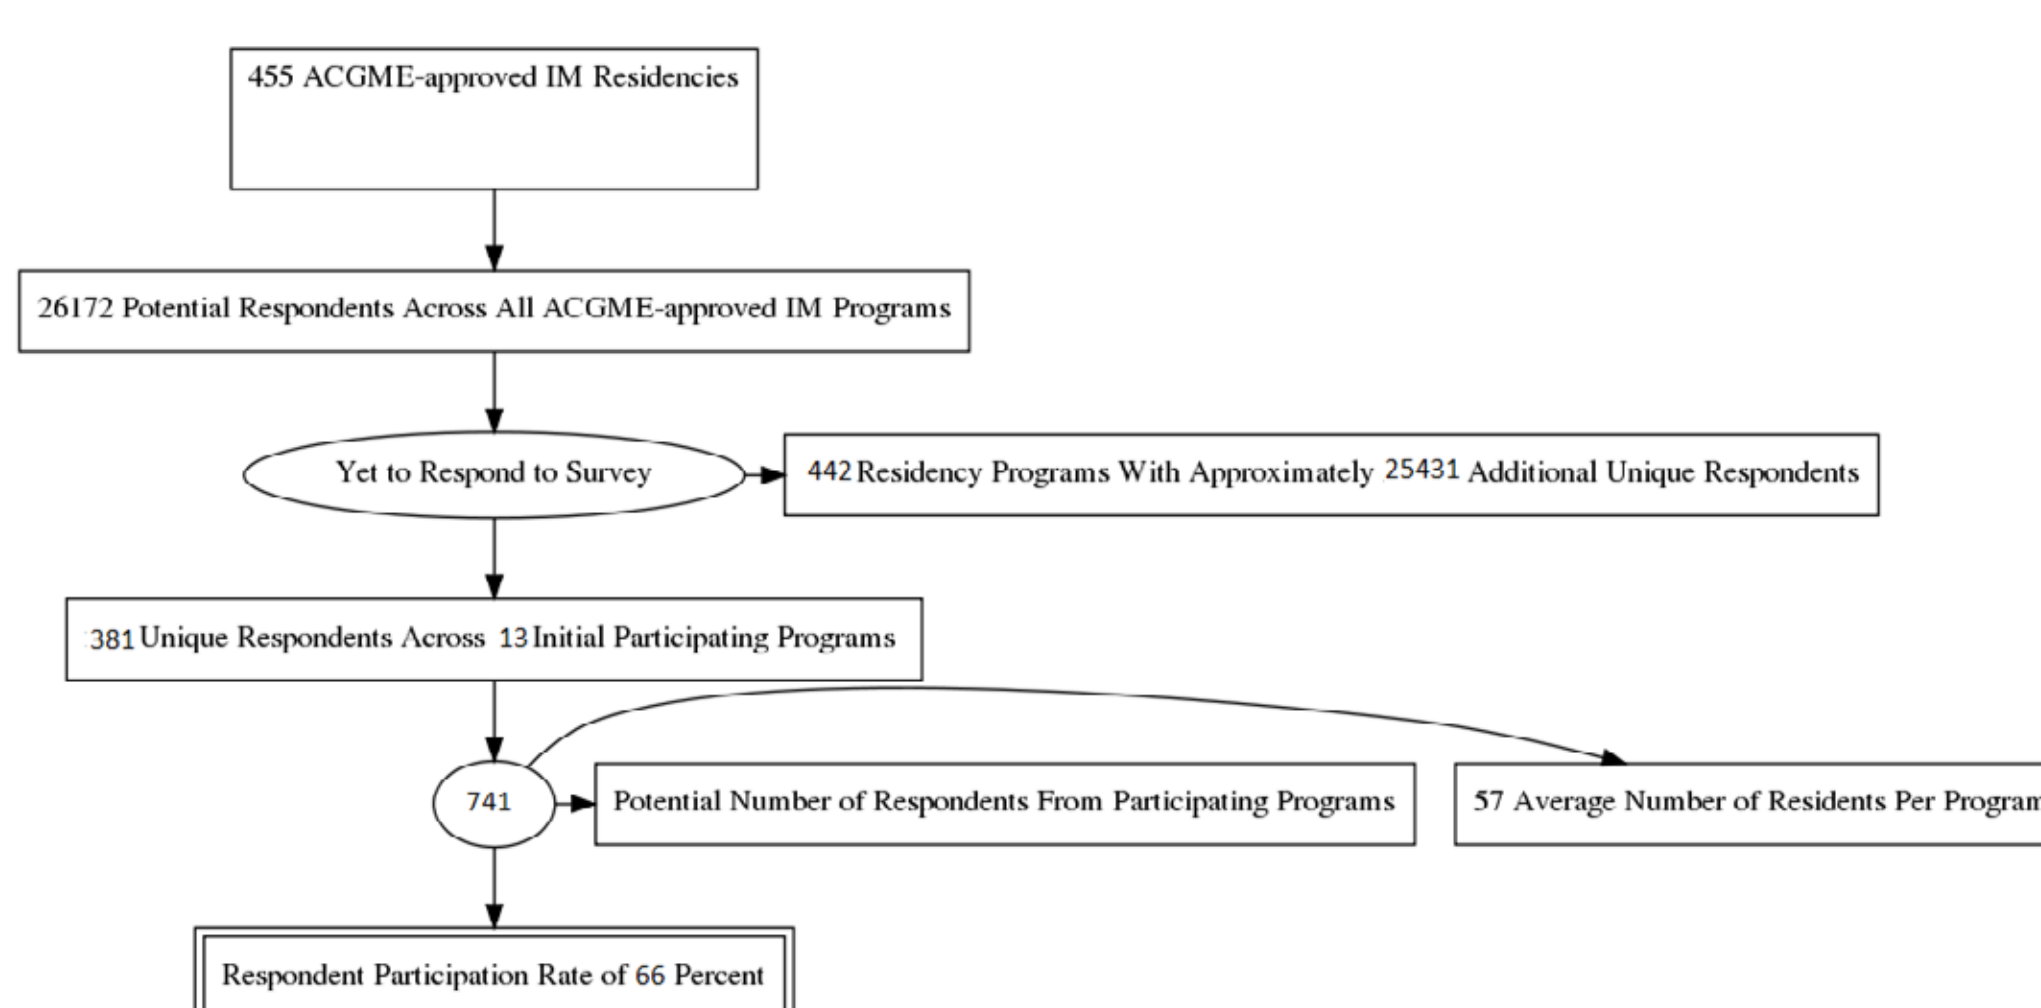 455 ACGME-approved IM Residencies
26172 Potential Respondents Across All ACGME-approved IM Programs
Yet to Respond to Survey
442 Residency Programs With Approximately 25431 Additional Unique Respondents
381 Unique Respondents Across 13 Initial Participating Programs
741
Potential Number of Respondents From Participating Programs
57 Average Number of Residents Per Program
Respondent Participation Rate of 66 Percent